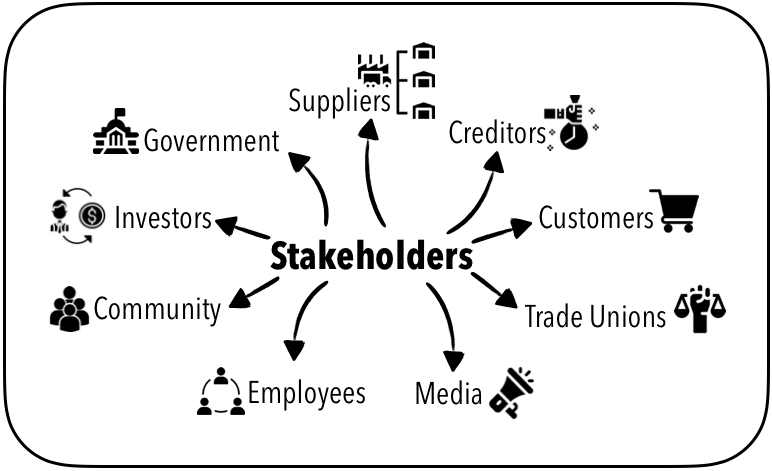 Suppliers
Creditors
Government
Investors
Customers
Stakeholders
Community
Trade Unions
Employees
Media